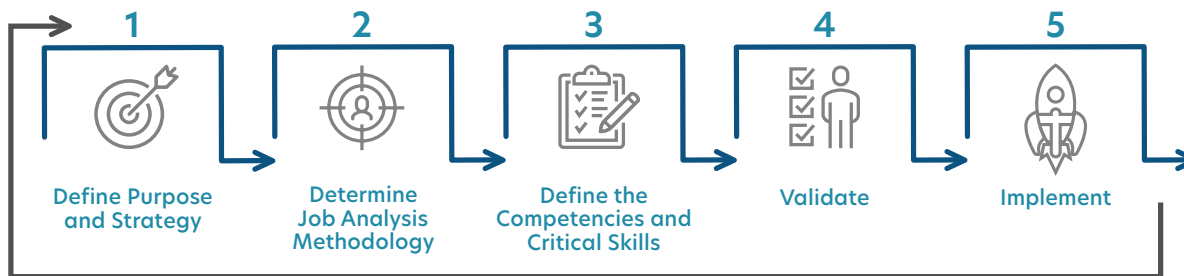 1
2
3
4
5
Define Purpose
and Strategy
Determine
Job Analysis
Methodology
Define the
Competencies and
Critical Skills
Validate
Implement